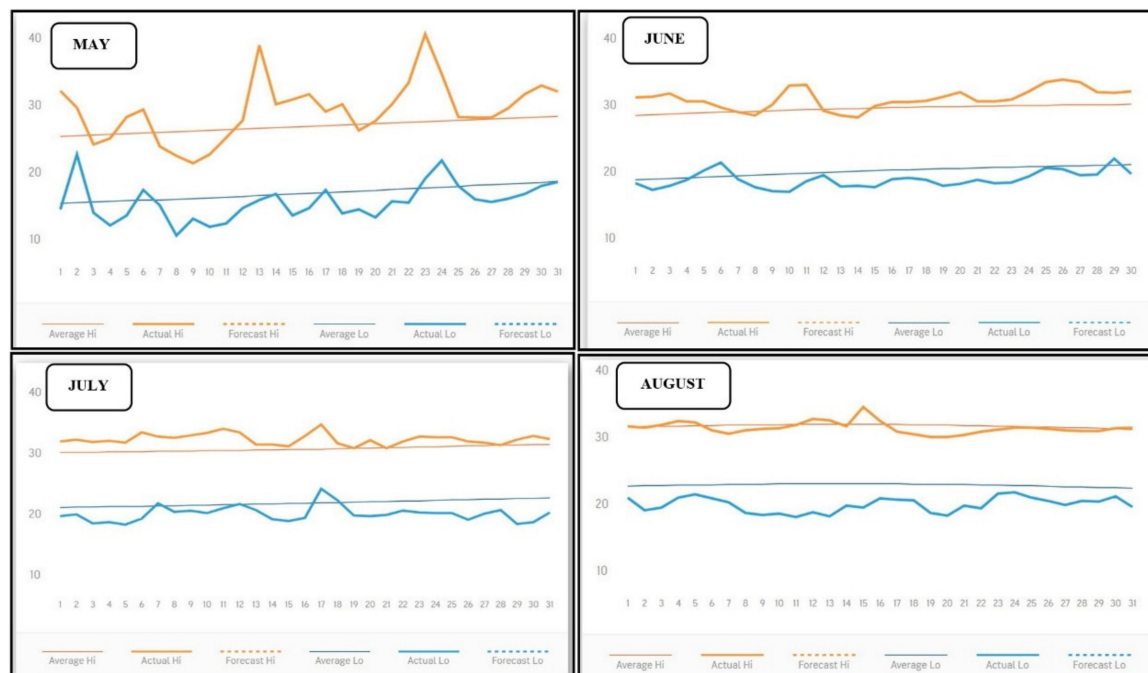 MAY
40
30
20
10
1 2 3 4 5 6 7 8 9 10 11 12 13 14 15 16 17 18 19 20 21 22 23 24 25 26 27 28 29 30 31
Average Hi Actual Hi Forecast Hi Average Lo Actual Lo Forecast Lo
JUNE
40
30
20
10
1 2 3 4 5 6 7 8 9 10 11 12 13 14 15 16 17 18 19 20 21 22 23 24 25 26 27 28 29 30
Average Hi Actual Hi Forecast Hi Average Lo Actual Lo Forecast Lo
JULY
40
30
20
10
1 2 3 4 5 6 7 8 9 10 11 12 13 14 15 16 17 18 19 20 21 22 23 24 25 26 27 28 29 30 31
Average Hi Actual Hi Forecast Hi Average Lo Actual Lo Forecast Lo
AUGUST
40
30
20
10
1 2 3 4 5 6 7 8 9 10 11 12 13 14 15 16 17 18 19 20 21 22 23 24 25 26 27 28 29 30 31
Average Hi Actual Hi Forecast Hi Average Lo Actual Lo Forecast Lo